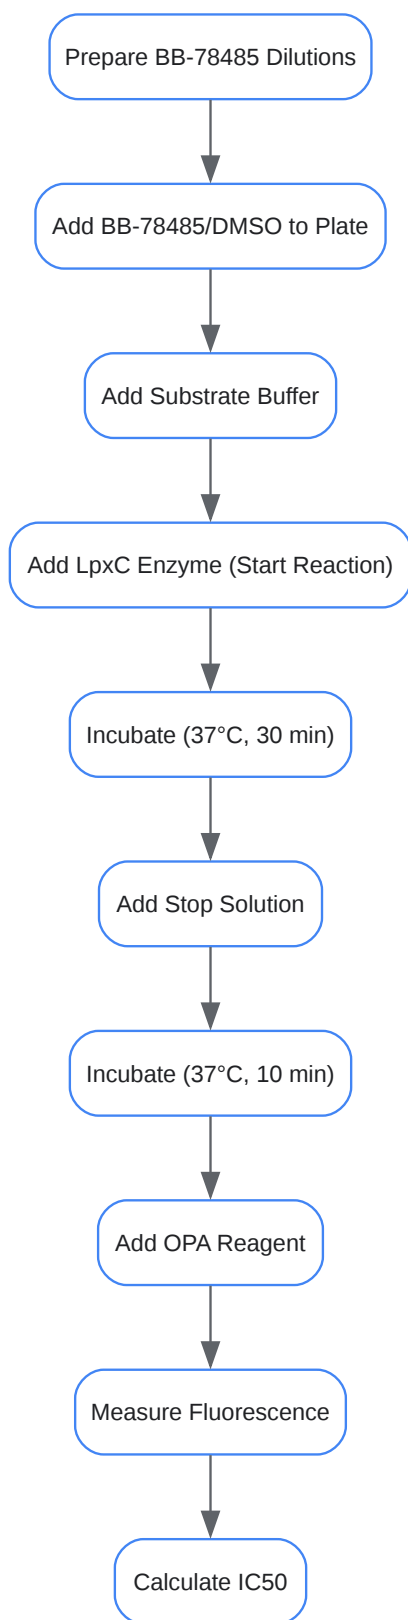 Prepare BB-78485 Dilutions
Add BB-78485/DMSO to Plate
Add Substrate Buffer
Add LpxC Enzyme (Start Reaction)
Incubate (37°C, 30 min)
Add Stop Solution
Incubate (37°C, 10 min)
Add OPA Reagent
Measure Fluorescence
Calculate IC50